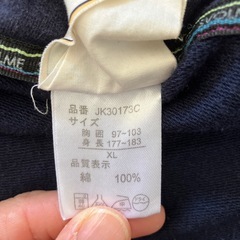 品番 JK30173C
サイズ
胸囲 97-103
身長 177-183
XL
品質表示
綿 100%